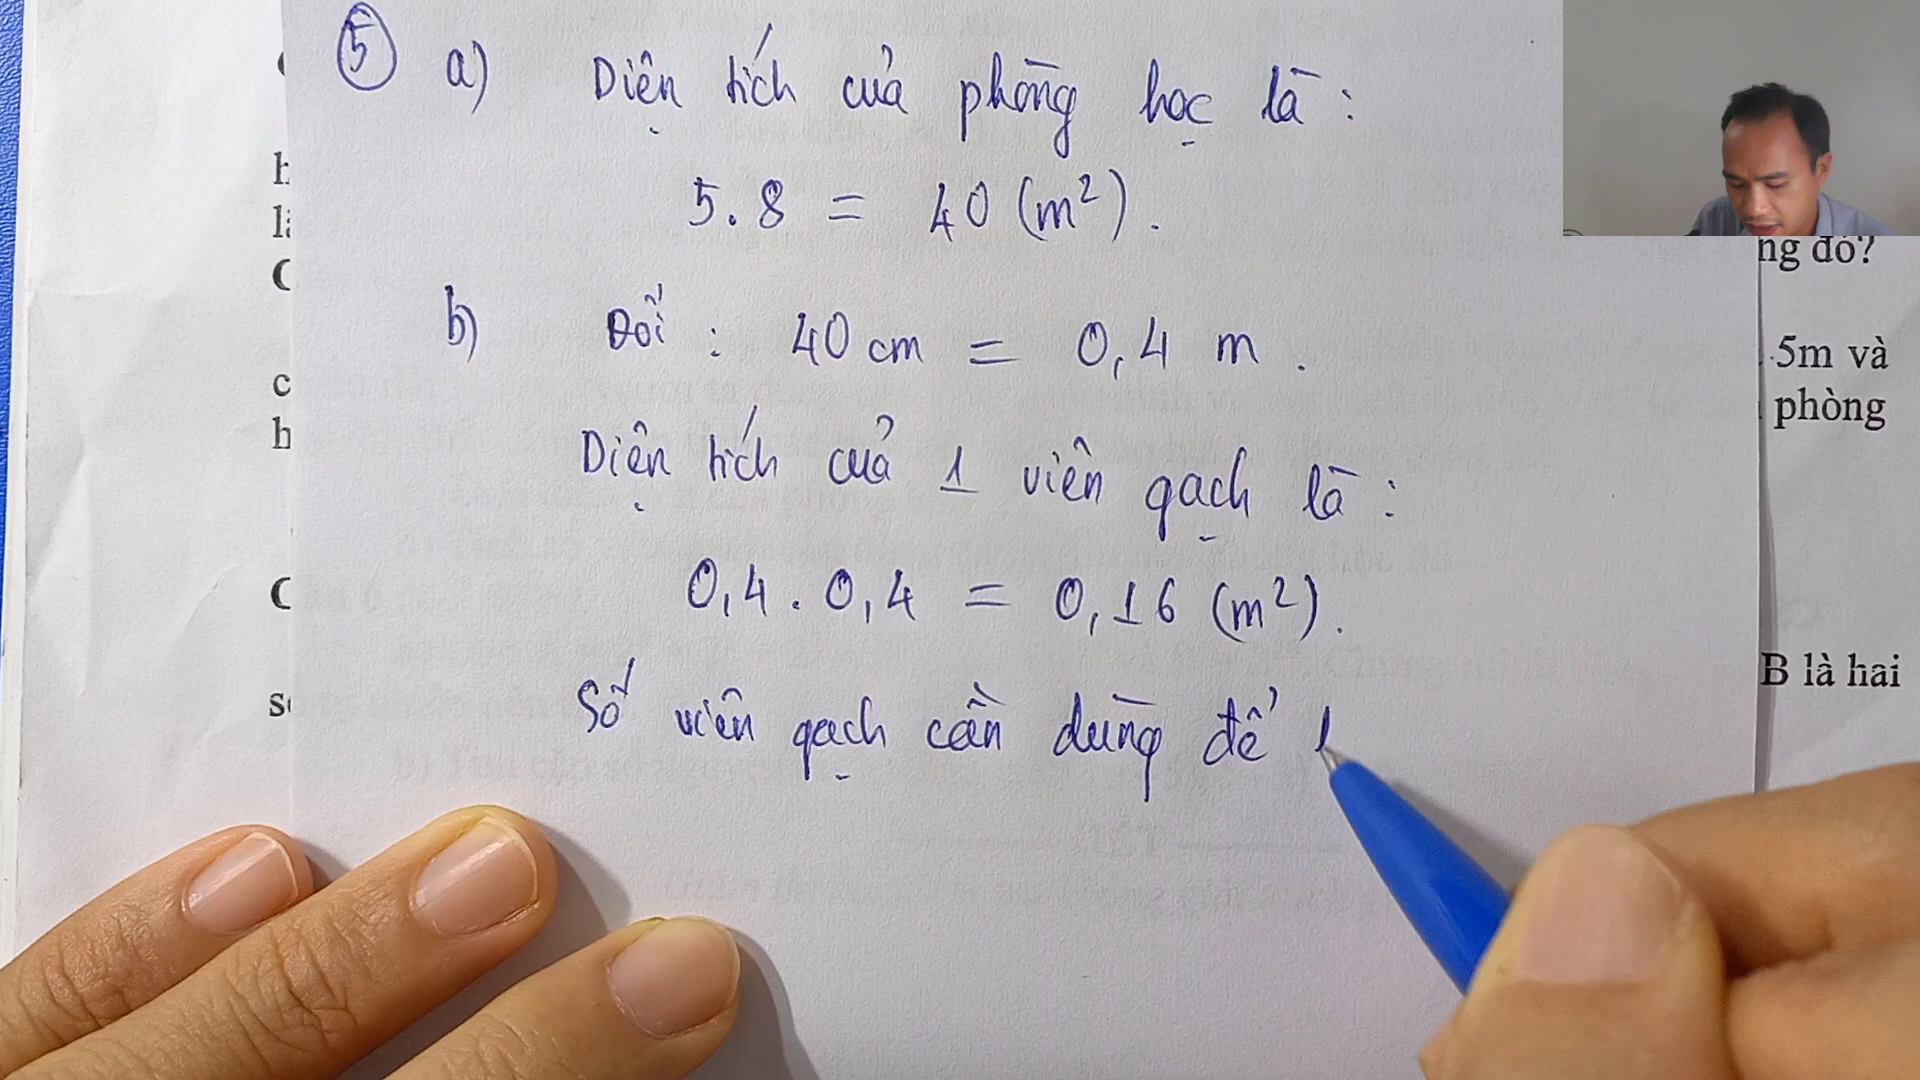 5 a) Diện tích của phòng học là :
5.8 = 40 (m²).
b) Đổi : 40 cm = 0,4 m .
Diện tích của 1 viên gạch là :
0,4 . 0,4 = 0,16 (m²).
Số viên gạch cần dùng để
ng đó?
5m và
phòng
B là hai